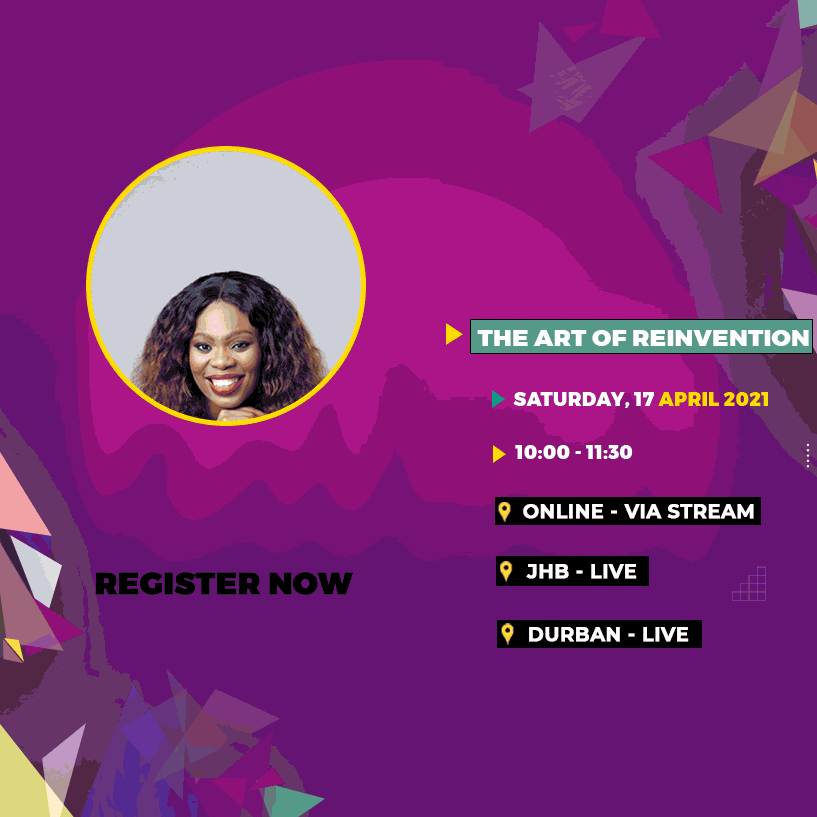 THE ART OF REINVENTION
SATURDAY, 17 APRIL 2021
10:00 - 11:30
ONLINE - VIA STREAM
JHB - LIVE
DURBAN - LIVE
REGISTER NOW